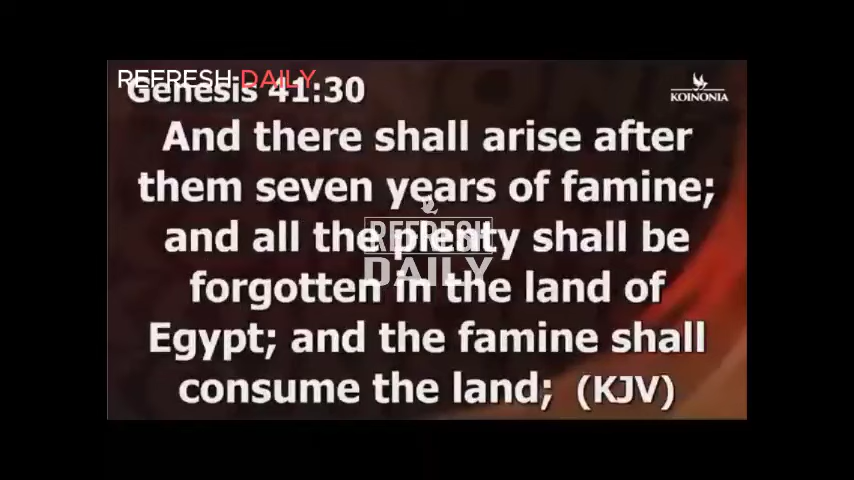 REFRESH DAILY
Genesis 41:30
KOINONIA
And there shall arise after
them seven years of famine;
and all the plenty shall be
REFRESH
DAILY
forgotten in the land of
Egypt; and the famine shall
consume the land; (KJV)